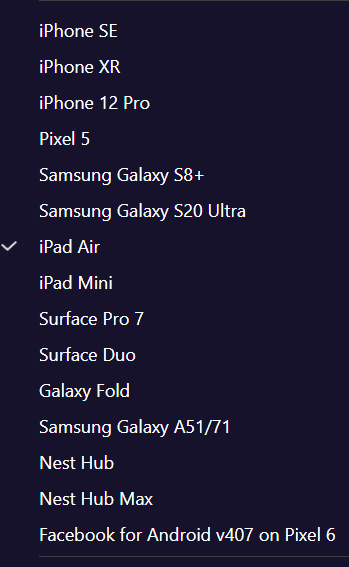 iPhone SE
iPhone XR
iPhone 12 Pro
Pixel 5
Samsung Galaxy S8+
Samsung Galaxy S20 Ultra
iPad Air
iPad Mini
Surface Pro 7
Surface Duo
Galaxy Fold
Samsung Galaxy A51/71
Nest Hub
Nest Hub Max
Facebook for Android v407 on Pixel 6